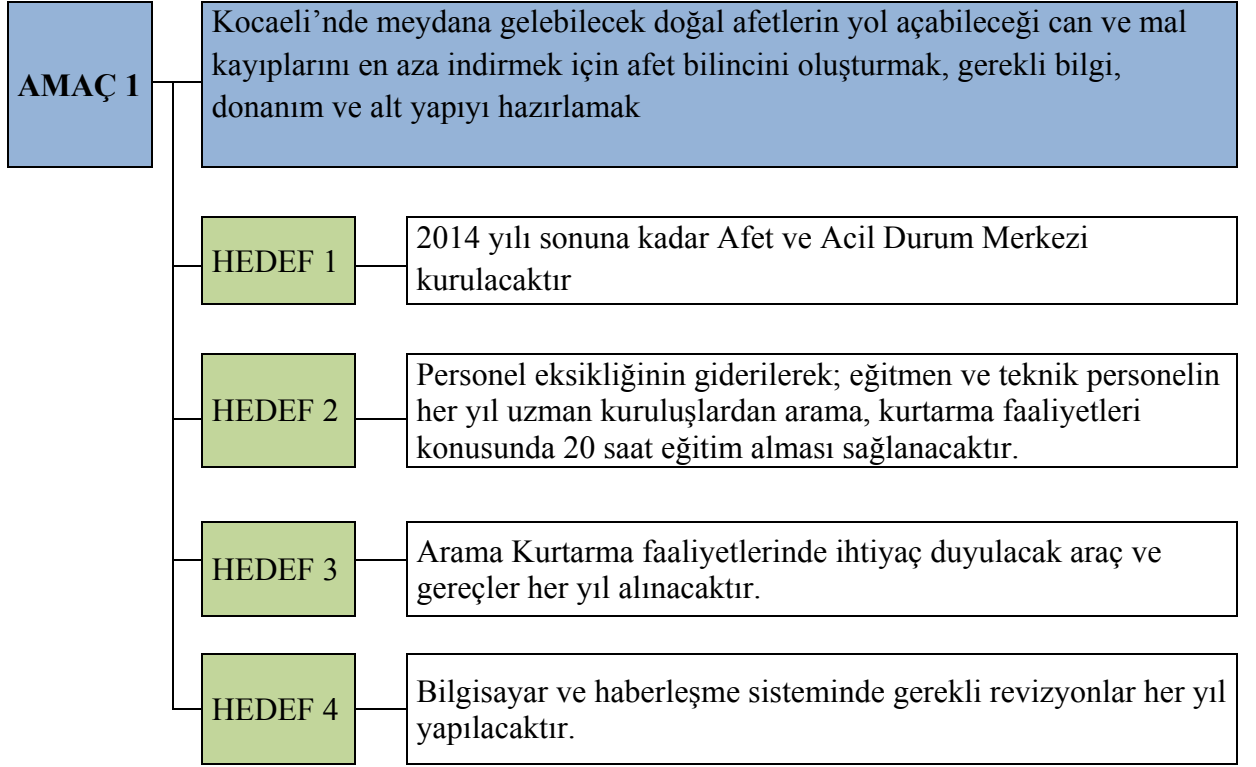 AMAÇ 1
Kocaeli’nde meydana gelebilecek doğal afetlerin yol açabileceği can ve mal
kayıplarını en aza indirmek için afet bilincini oluşturmak, gerekli bilgi,
donanım ve alt yapıyı hazırlamak
HEDEF 1
2014 yılı sonuna kadar Afet ve Acil Durum Merkezi
kurulacaktır
HEDEF 2
Personel eksikliğinin giderilerek; eğitmen ve teknik personelin
her yıl uzman kuruluşlardan arama, kurtarma faaliyetleri
konusunda 20 saat eğitim alması sağlanacaktır.
HEDEF 3
Arama Kurtarma faaliyetlerinde ihtiyaç duyulacak araç ve
gereçler her yıl alınacaktır.
HEDEF 4
Bilgisayar ve haberleşme sisteminde gerekli revizyonlar her yıl
yapılacaktır.